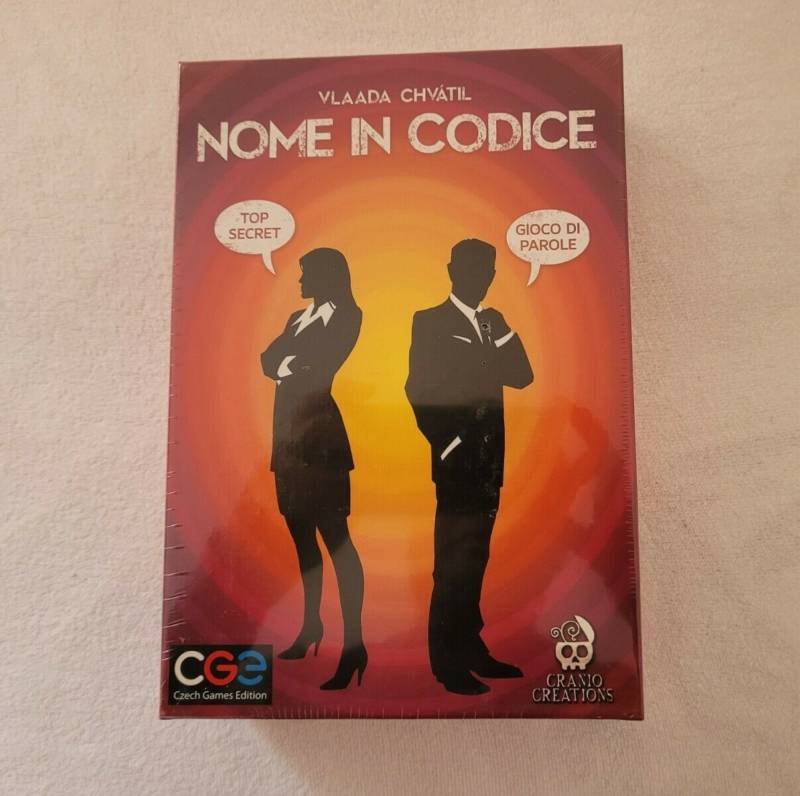 VLAADA CHVÁTIL
NOME IN CODICE
TOP
SECRET
GIOCO DI
PAROLE
CGE
Czech Games Edition
CRANIO
CREATIONS